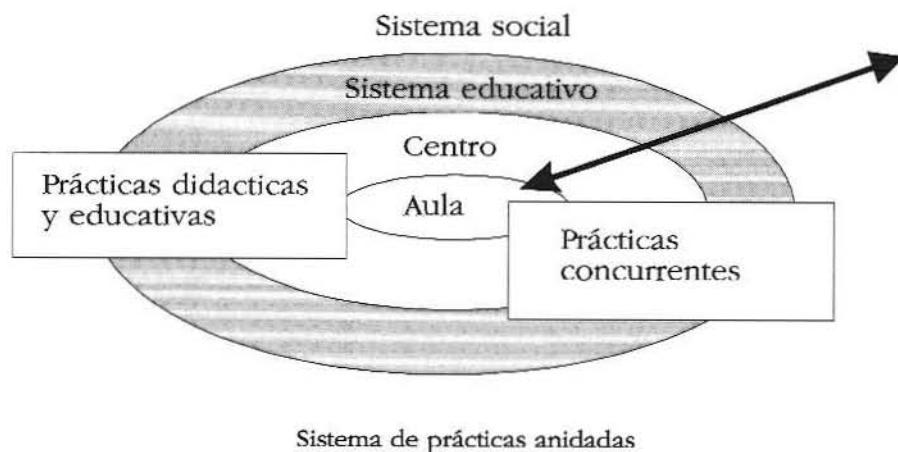 Sistema social
Sistema educativo
Centro
Prácticas didacticas
y educativas
Aula
Prácticas
concurrentes
Sistema de prácticas anidadas